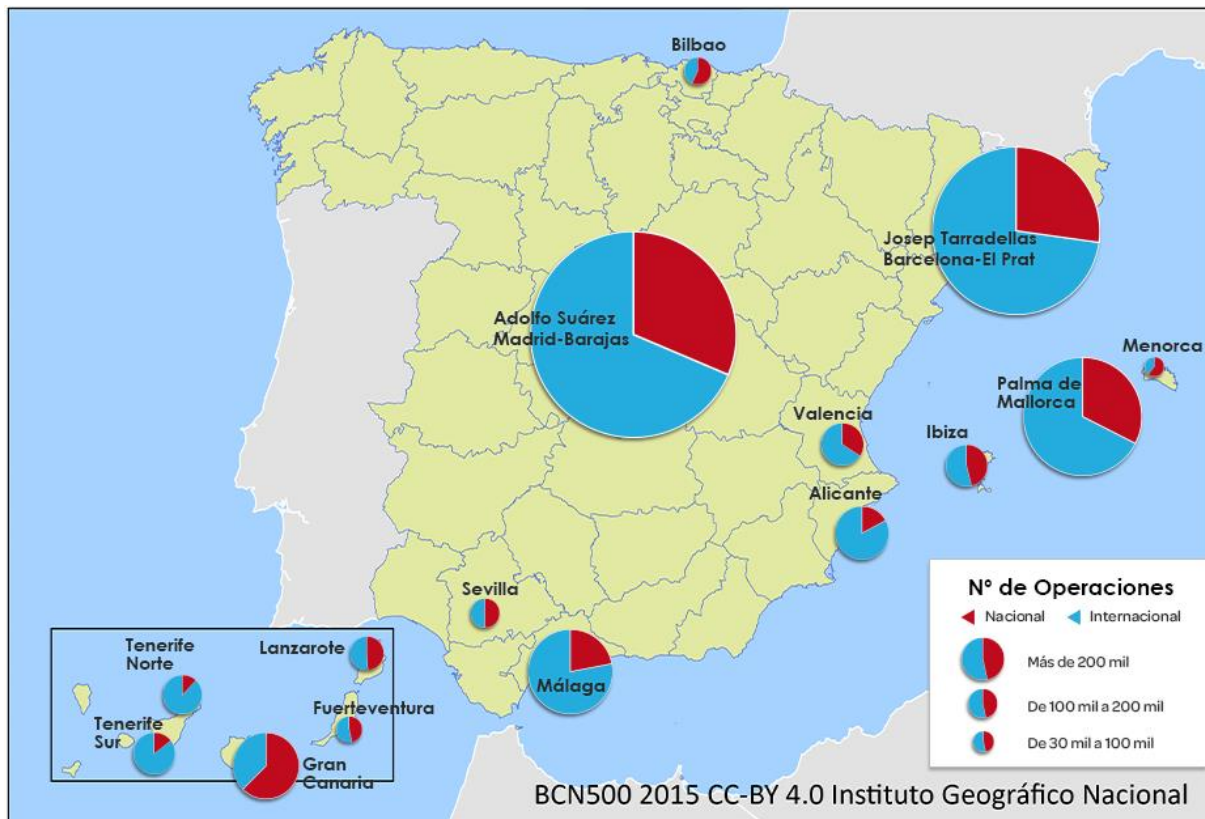 Bilbao
Josep Tarradellas
Barcelona-El Prat
Adolfo Suárez
Madrid-Barajas
Menorca
Palma de
Mallorca
Valencia
Ibiza
Alicante
Sevilla
Málaga
Tenerife
Norte
Lanzarote
Tenerife
Sur
Fuerteventura
Gran
Canaria
Nº de Operaciones
Nacional
Internacional
Más de 200 mil
De 100 mil a 200 mil
De 30 mil a 100 mil
BCN500 2015 CC-BY 4.0 Instituto Geográfico Nacional